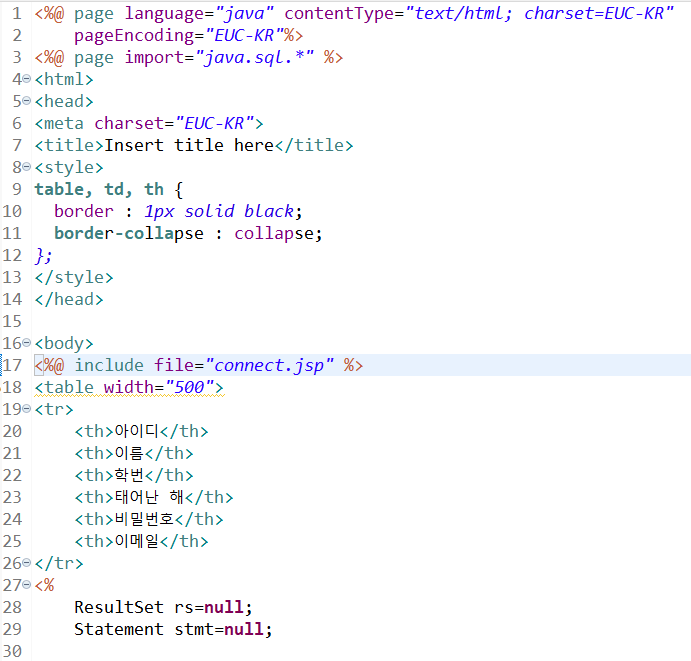 1 <%@ page language="java" contentType="text/html; charset=EUC-KR"
2     pageEncoding="EUC-KR"%>
3 <%@ page import="java.sql.*" %>
4 <html>
5 <head>
6 <meta charset="EUC-KR">
7 <title>Insert title here</title>
8 <style>
9 table, td, th {
10   border : 1px solid black;
11   border-collapse : collapse;
12 };
13 </style>
14 </head>
15
16 <body>
17 <%@ include file="connect.jsp" %>
18 <table width="500">
19 <tr>
20     <th>아이디</th>
21     <th>이름</th>
22     <th>학번</th>
23     <th>태어난 해</th>
24     <th>비밀번호</th>
25     <th>이메일</th>
26 </tr>
27 <%
28     ResultSet rs=null;
29     Statement stmt=null;
30